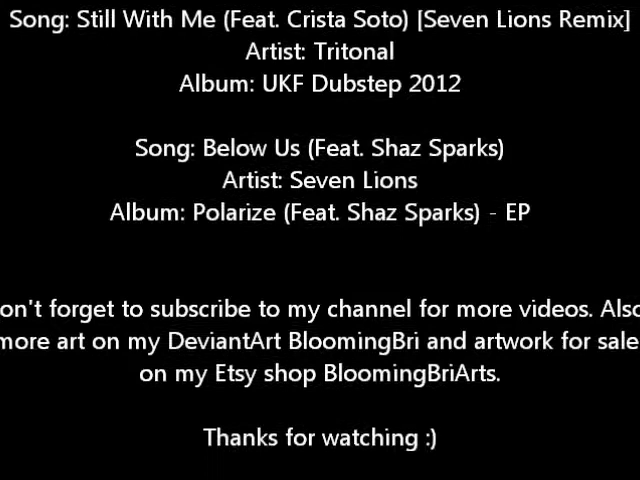 Song: Still With Me (Feat. Crista Soto) [Seven Lions Remix]
Artist: Tritonal
Album: UKF Dubstep 2012
Song: Below Us (Feat. Shaz Sparks)
Artist: Seven Lions
Album: Polarize (Feat. Shaz Sparks) - EP
on't forget to subscribe to my channel for more videos. Also
more art on my DeviantArt BloomingBri and artwork for sale
on my Etsy shop BloomingBriArts.
Thanks for watching :)